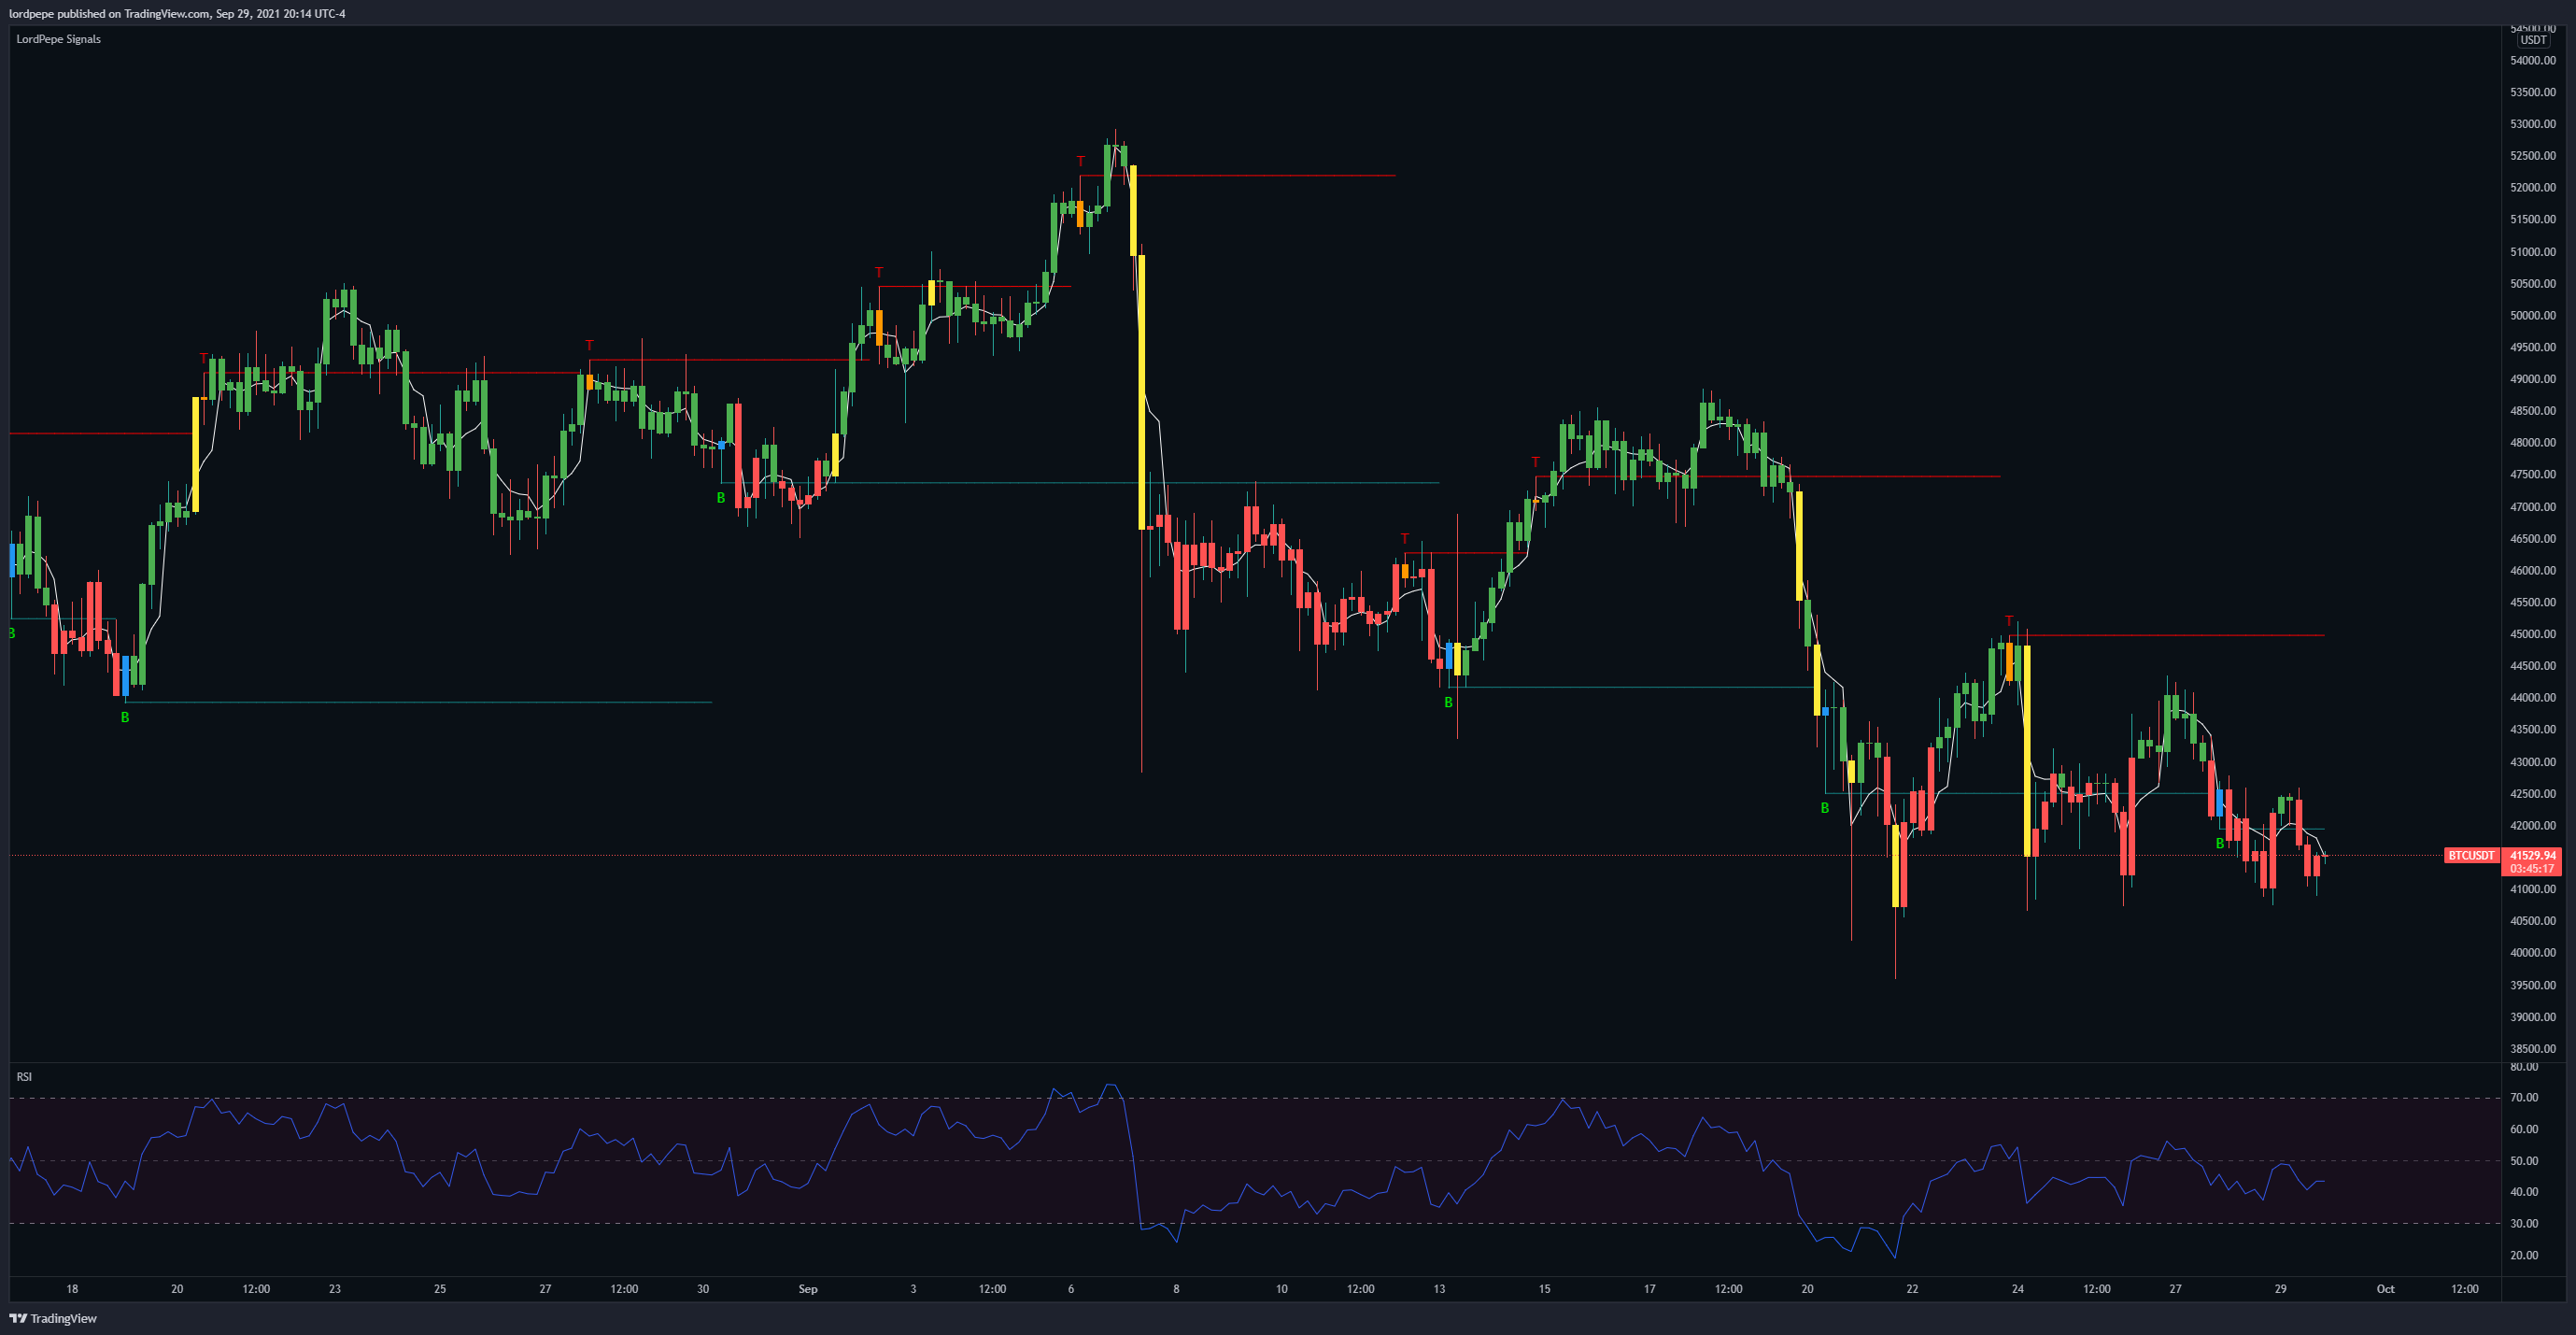 lordpepe published on TradingView.com, Sep 29, 2021 20:14 UTC-4
LordPepe Signals
54500.00
USDT
54000.00
53500.00
53000.00
52500.00
52000.00
51500.00
51000.00
50500.00
50000.00
49500.00
49000.00
48500.00
48000.00
47500.00
47000.00
46500.00
46000.00
45500.00
45000.00
44500.00
44000.00
43500.00
43000.00
42500.00
42000.00
BTCUSDT 41529.94
03:45:17
41000.00
40500.00
40000.00
39500.00
39000.00
38500.00
T
T
T
T
T
T
T
B
B
B
B
B
B
RSI
80.00
70.00
60.00
50.00
40.00
30.00
20.00
18 20 12:00 23 25 27 12:00 30 Sep 3 12:00 6 8 10 12:00 13 15 17 12:00 20 22 24 12:00 27 29 Oct 12:00
TradingView